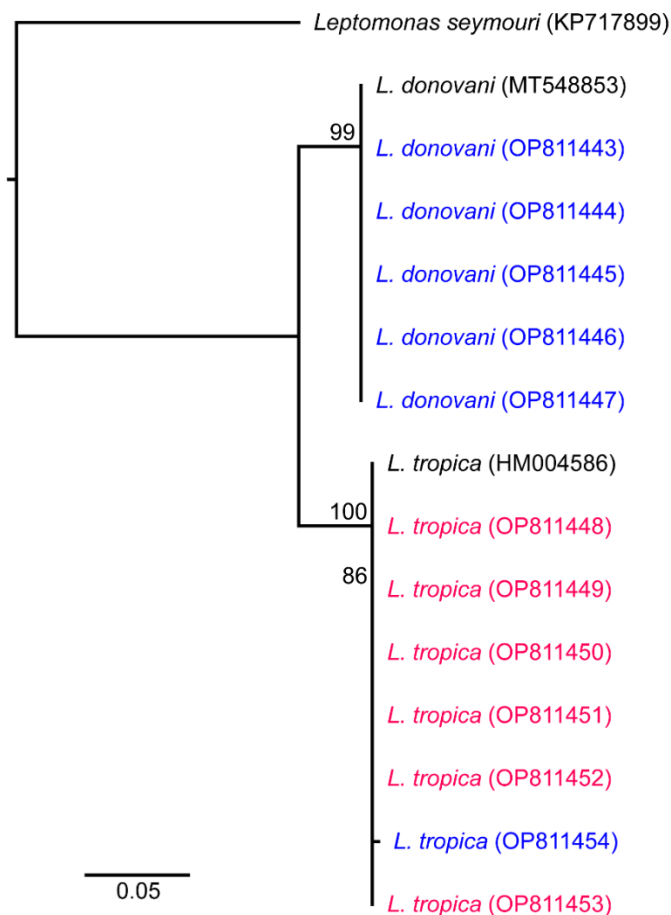 Leptomonas seymouri (KP717899)
L. donovani (MT548853)
99
L. donovani (OP811443)
L. donovani (OP811444)
L. donovani (OP811445)
L. donovani (OP811446)
L. donovani (OP811447)
L. tropica (HM004586)
100
L. tropica (OP811448)
86
L. tropica (OP811449)
L. tropica (OP811450)
L. tropica (OP811451)
L. tropica (OP811452)
L. tropica (OP811454)
0.05
L. tropica (OP811453)